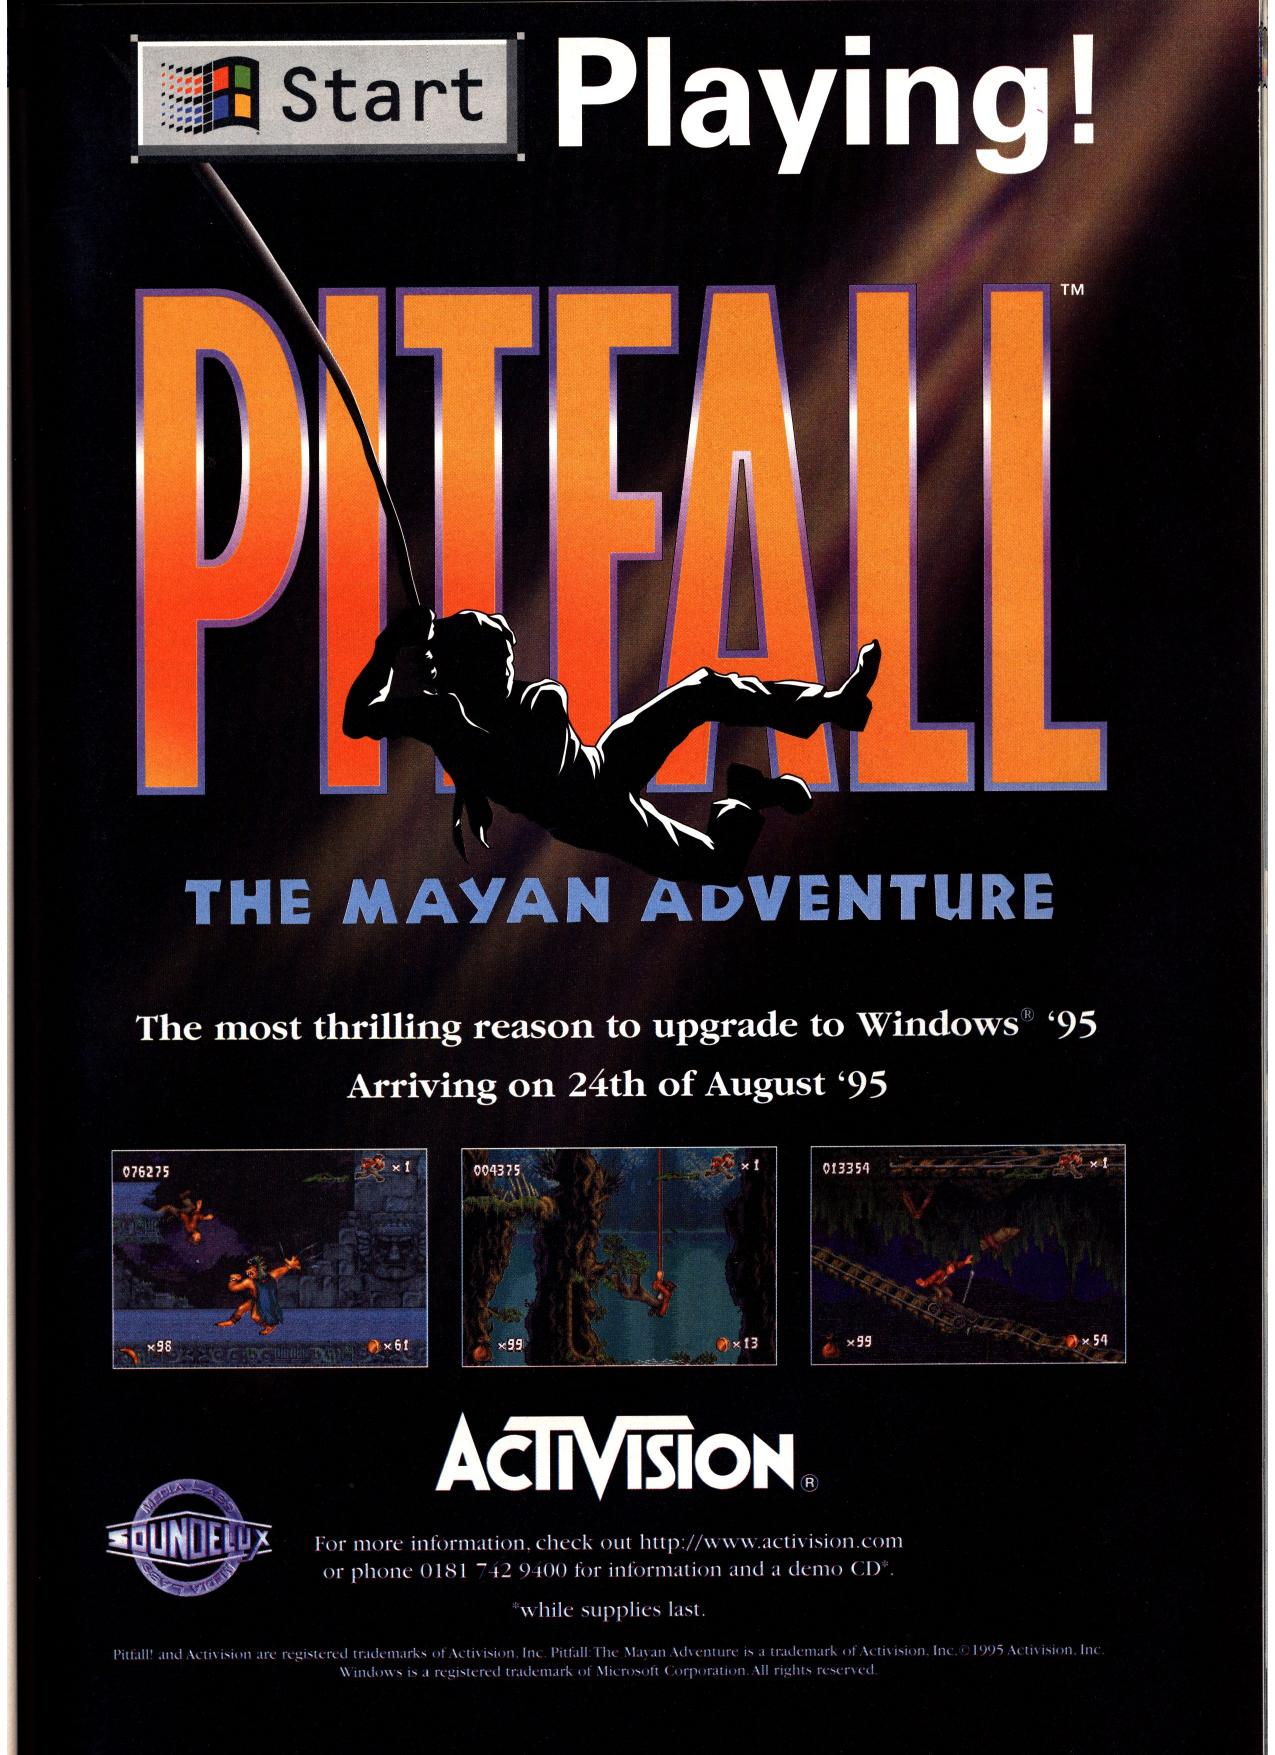 Start Playing!
PITFALL™
THE MAYAN ADVENTURE
The most thrilling reason to upgrade to Windows® ‘95
Arriving on 24th of August ‘95
076275 ×1
×98 ×61
004375 ×1
×99 ×13
013354 ×1
×99 ×54
ACTIVISION®
MEDIA LABS
SOUNDELUX
MEDIA LABS
For more information, check out http://www.activision.com
or phone 0181 742 9400 for information and a demo CD*.
*while supplies last.
Pitfall! and Activision are registered trademarks of Activision, Inc. Pitfall: The Mayan Adventure is a trademark of Activision, Inc. © 1995 Activision, Inc.
Windows is a registered trademark of Microsoft Corporation. All rights reserved.